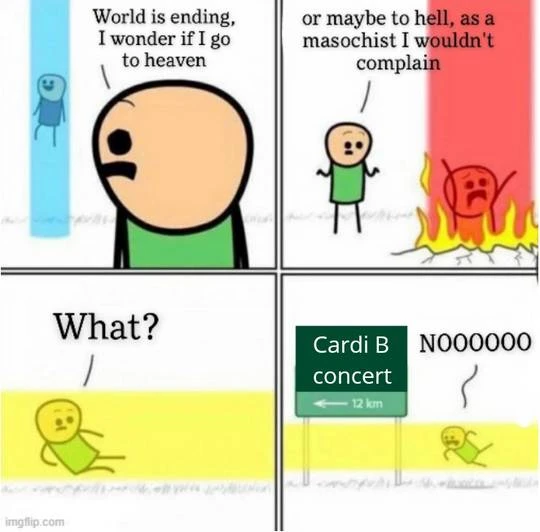 World is ending,
I wonder if I go
to heaven
or maybe to hell, as a
masochist I wouldn't
complain
What?
Cardi B
concert
12 km
NOOOOOO
imgflip.com